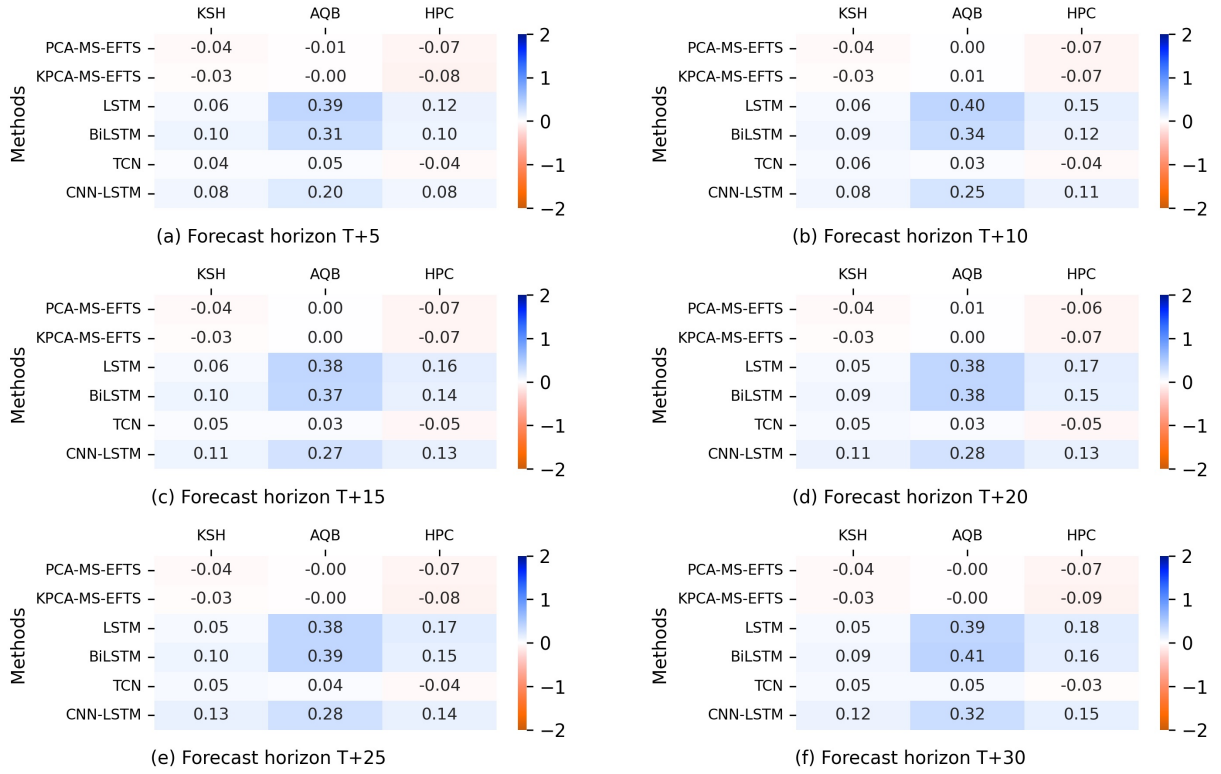 KSH AQB HPC
PCA-MS-EFTS -0.04 -0.01 -0.07
KPCA-MS-EFTS -0.03 -0.00 -0.08
LSTM 0.06 0.39 0.12
BiLSTM 0.10 0.31 0.10
TCN 0.04 0.05 -0.04
CNN-LSTM 0.08 0.20 0.08
Methods
2
1
0
−1
−2
(a) Forecast horizon T+5
KSH AQB HPC
PCA-MS-EFTS -0.04 0.00 -0.07
KPCA-MS-EFTS -0.03 0.01 -0.07
LSTM 0.06 0.40 0.15
BiLSTM 0.09 0.34 0.12
TCN 0.06 0.03 -0.04
CNN-LSTM 0.08 0.25 0.11
Methods
2
1
0
−1
−2
(b) Forecast horizon T+10
KSH AQB HPC
PCA-MS-EFTS -0.04 0.00 -0.07
KPCA-MS-EFTS -0.03 0.00 -0.07
LSTM 0.06 0.38 0.16
BiLSTM 0.10 0.37 0.14
TCN 0.05 0.03 -0.05
CNN-LSTM 0.11 0.27 0.13
Methods
2
1
0
−1
−2
(c) Forecast horizon T+15
KSH AQB HPC
PCA-MS-EFTS -0.04 0.01 -0.06
KPCA-MS-EFTS -0.03 0.00 -0.07
LSTM 0.05 0.38 0.17
BiLSTM 0.09 0.38 0.15
TCN 0.05 0.03 -0.05
CNN-LSTM 0.11 0.28 0.13
Methods
2
1
0
−1
−2
(d) Forecast horizon T+20
KSH AQB HPC
PCA-MS-EFTS -0.04 -0.00 -0.07
KPCA-MS-EFTS -0.03 -0.00 -0.08
LSTM 0.05 0.38 0.17
BiLSTM 0.10 0.39 0.15
TCN 0.05 0.04 -0.04
CNN-LSTM 0.13 0.28 0.14
Methods
2
1
0
−1
−2
(e) Forecast horizon T+25
KSH AQB HPC
PCA-MS-EFTS -0.04 -0.00 -0.07
KPCA-MS-EFTS -0.03 -0.00 -0.09
LSTM 0.05 0.39 0.18
BiLSTM 0.09 0.41 0.16
TCN 0.05 0.05 -0.03
CNN-LSTM 0.12 0.32 0.15
Methods
2
1
0
−1
−2
(f) Forecast horizon T+30